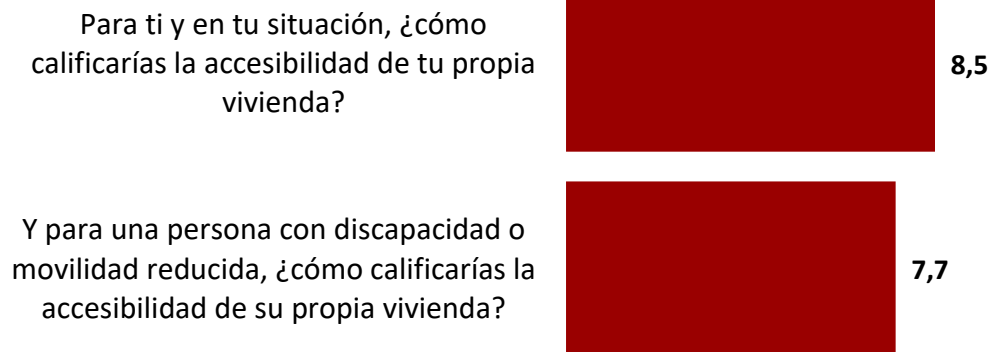 Para ti y en tu situación, ¿cómo
calificarías la accesibilidad de tu propia
vivienda?
8,5
Y para una persona con discapacidad o
movilidad reducida, ¿cómo calificarías la
accesibilidad de su propia vivienda?
7,7